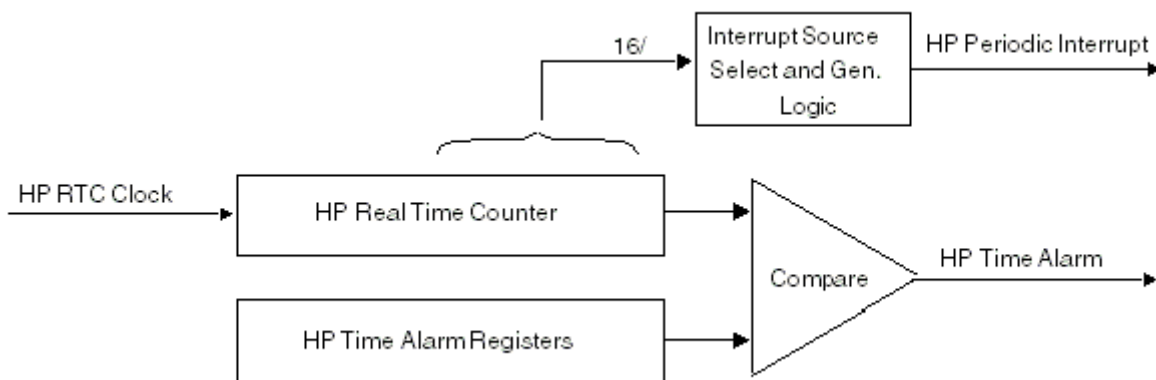 16/
Interrupt Source
Select and Gen.
Logic
HP Periodic Interrupt
HP RTC Clock
HP Real Time Counter
Compare
HP Time Alarm
HP Time Alarm Registers